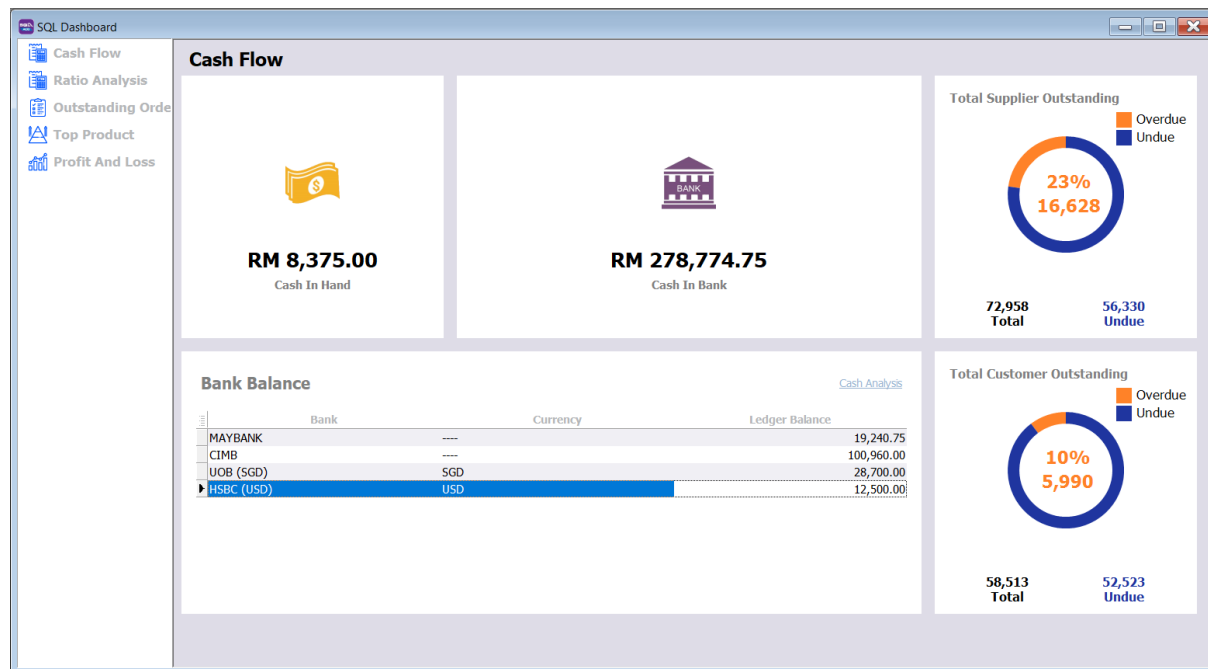 SQL Dashboard
Cash Flow
Ratio Analysis
Outstanding Orde
Top Product
Profit And Loss
Cash Flow
RM 8,375.00
Cash In Hand
BANK
RM 278,774.75
Cash In Bank
Total Supplier Outstanding
Overdue
Undue
23%
16,628
72,958 56,330
Total Undue
Bank Balance Cash Analysis
Bank Currency Ledger Balance
MAYBANK ---- 19,240.75
CIMB ---- 100,960.00
UOB (SGD) SGD 28,700.00
HSBC (USD) USD 12,500.00
Total Customer Outstanding
Overdue
Undue
10%
5,990
58,513 52,523
Total Undue